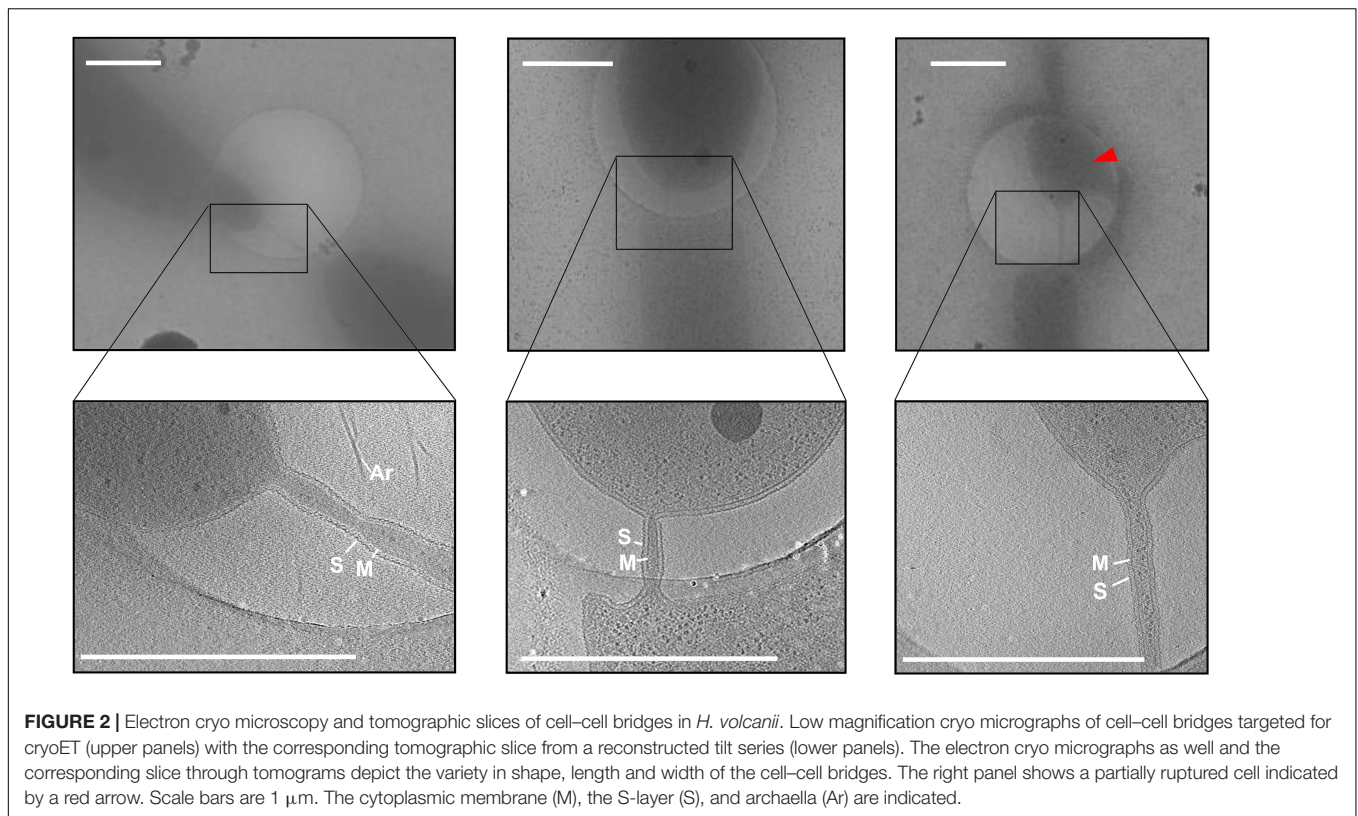 Ar
S M
S
M
M
S
FIGURE 2 | Electron cryo microscopy and tomographic slices of cell–cell bridges in H. volcanii. Low magnification cryo micrographs of cell–cell bridges targeted for
cryoET (upper panels) with the corresponding tomographic slice from a reconstructed tilt series (lower panels). The electron cryo micrographs as well and the
corresponding slice through tomograms depict the variety in shape, length and width of the cell–cell bridges. The right panel shows a partially ruptured cell indicated
by a red arrow. Scale bars are 1 μm. The cytoplasmic membrane (M), the S-layer (S), and archaella (Ar) are indicated.